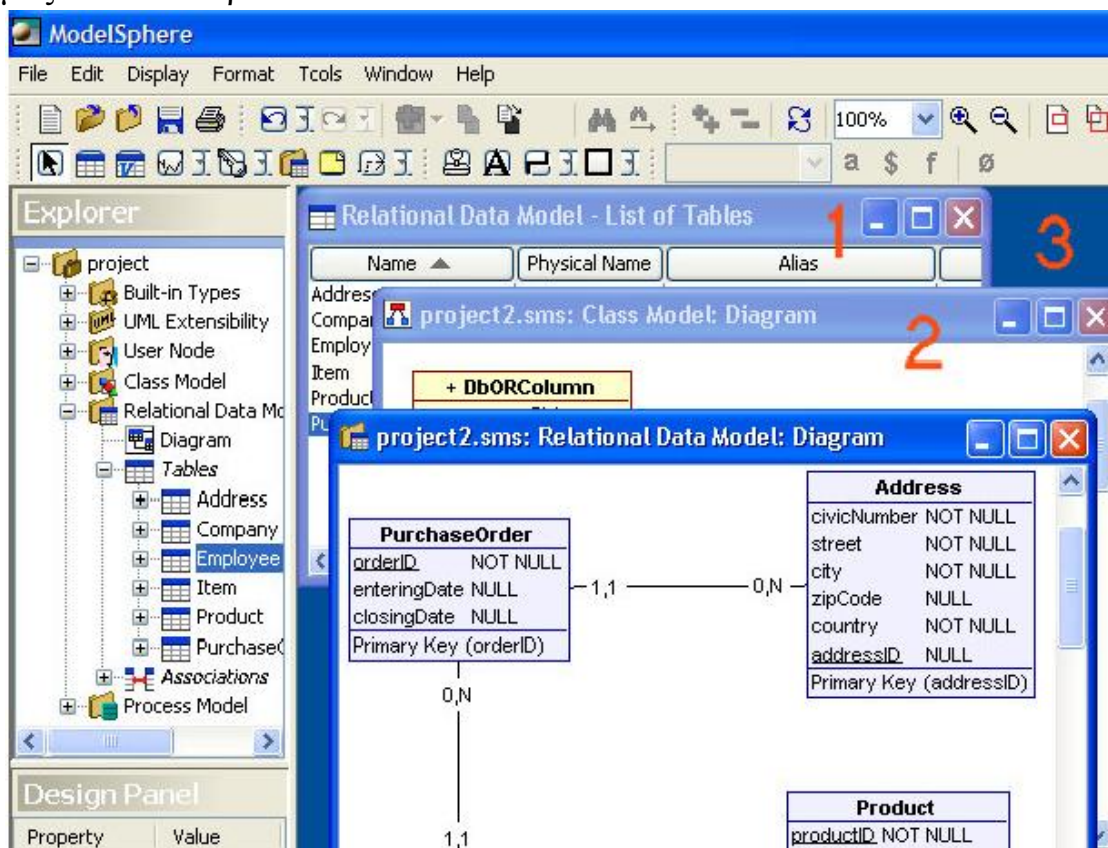 ModelSphere
File Edit Display Format Tools Window Help
100%
a $ f ø
Explorer
project
Built-in Types
UML Extensibility
User Node
Class Model
Relational Data Mo
Diagram
Tables
Address
Company
Employee
Item
Product
Associations
Process Model
Design Panel
Property Value
Relational Data Model - List of Tables
1
3
Name Physical Name Alias
Address
Compa
Employ
Item
Product
Pu
project2.sms: Class Model: Diagram
2
+ DbORColumn
project2.sms: Relational Data Model: Diagram
PurchaseOrder
orderID NOT NULL
enteringDate NULL
closingDate NULL
Primary Key (orderID)
1,1
0,N
Address
civicNumber NOT NULL
street NOT NULL
city NOT NULL
zipCode NULL
country NOT NULL
addressID NULL
Primary Key (addressID)
0,N
1,1
Product
productID NOT NULL